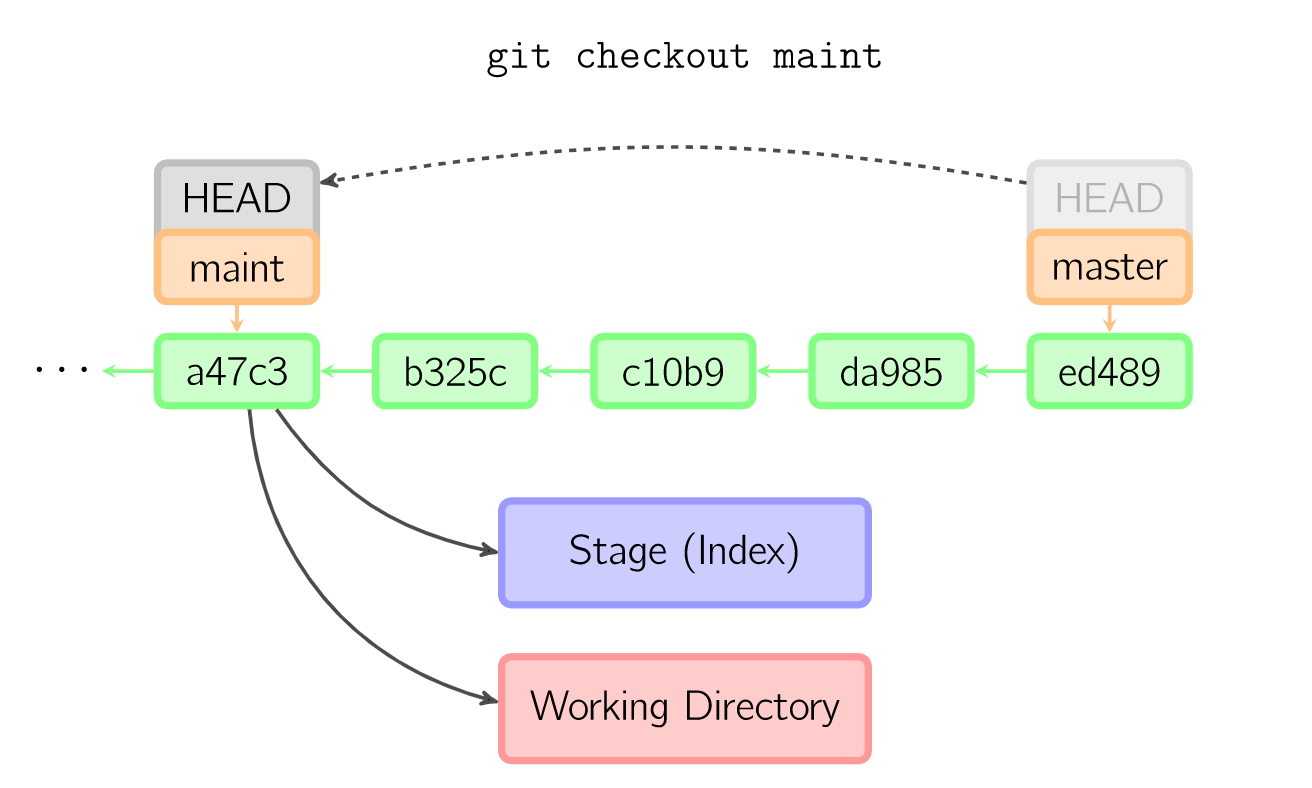 git checkout maint
HEAD
HEAD
maint
master
...
a47c3
b325c
c10b9
da985
ed489
Stage (Index)
Working Directory